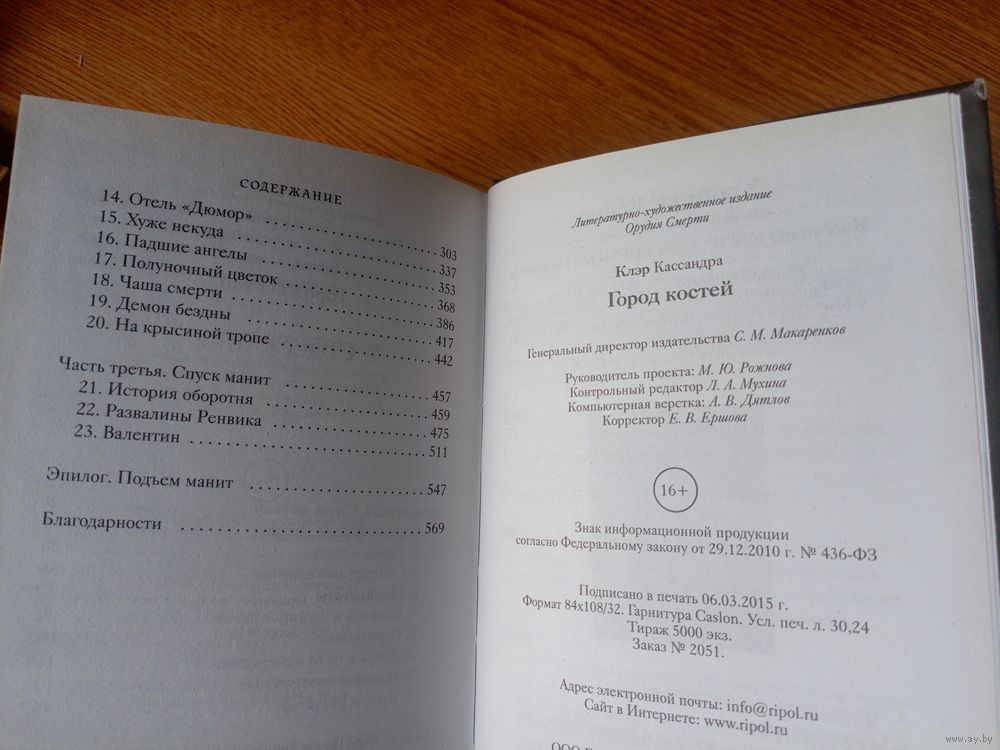 СОДЕРЖАНИЕ
14. Отель «Дюмор» 303
15. Хуже некуда 337
16. Падшие ангелы 353
17. Полуночный цветок 368
18. Чаша смерти 386
19. Демон бездны 417
20. На крысиной тропе 442
Часть третья. Спуск манит 457
21. История оборотня 459
22. Развалины Ренвика 475
23. Валентин 511
Эпилог. Подъем манит 547
Благодарности 569
Литературно-художественное издание
Орудия Смерти
Клэр Кассандра
Город костей
Генеральный директор издательства С. М. Макаренков
Руководитель проекта: М. Ю. Рожнова
Контрольный редактор Л. А. Мухина
Компьютерная верстка: А. В. Дятлов
Корректор Е. В. Ершова
16+
Знак информационной продукции
согласно Федеральному закону от 29.12.2010 г. № 436-ФЗ
Подписано в печать 06.03.2015 г.
Формат 84х108/32. Гарнитура Caslon. Усл. печ. л. 30,24
Тираж 5000 экз.
Заказ № 2051.
Адрес электронной почты: info@ripol.ru
Сайт в Интернете: www.ripol.ru
ООО
www.ay.by